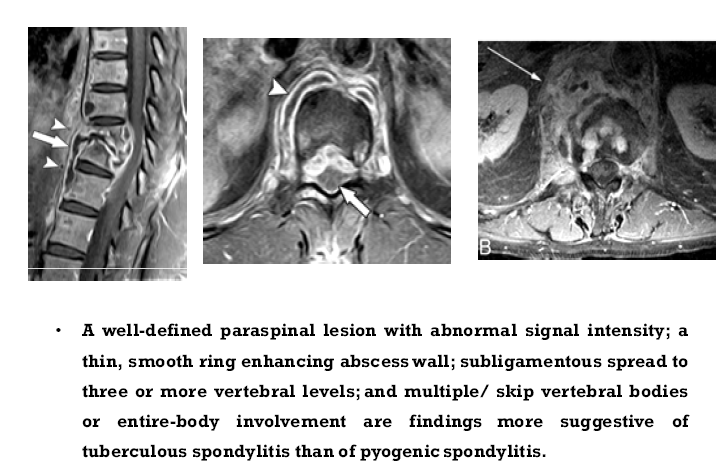 B
• A well-defined paraspinal lesion with abnormal signal intensity; a
thin, smooth ring enhancing abscess wall; subligamentous spread to
three or more vertebral levels; and multiple/ skip vertebral bodies
or entire-body involvement are findings more suggestive of
tuberculous spondylitis than of pyogenic spondylitis.